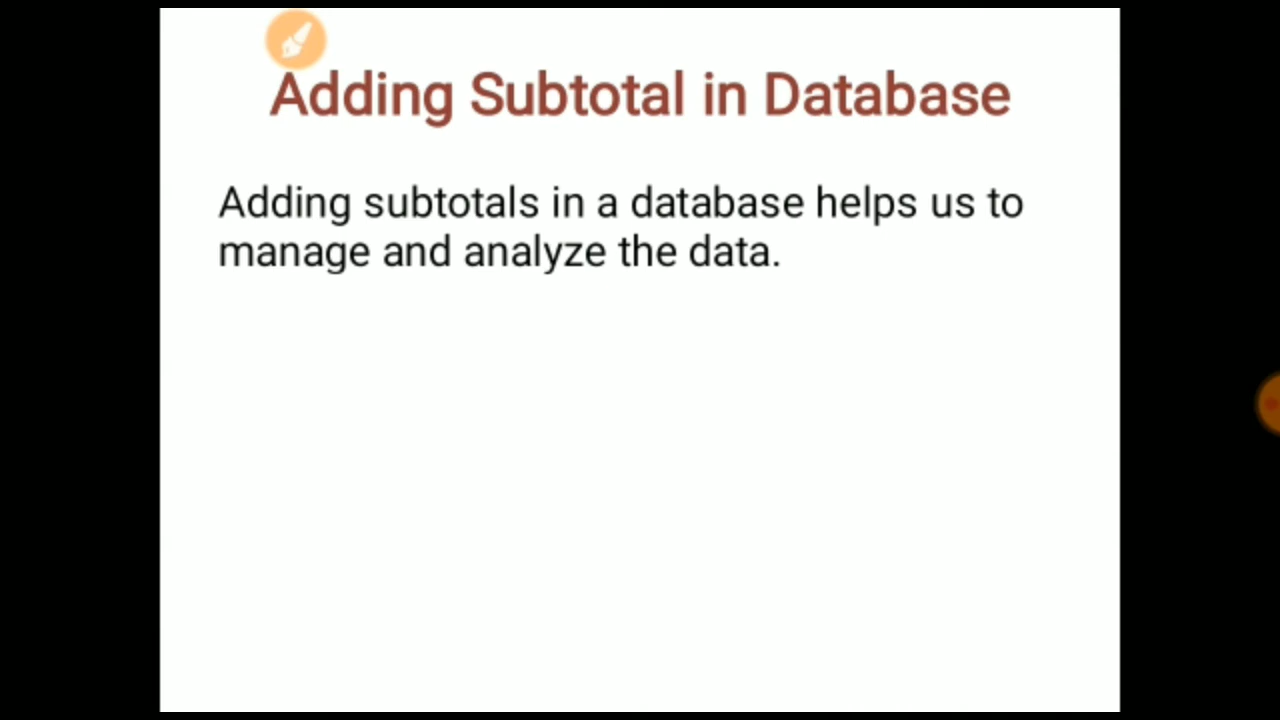 Adding Subtotal in Database
Adding subtotals in a database helps us to
manage and analyze the data.